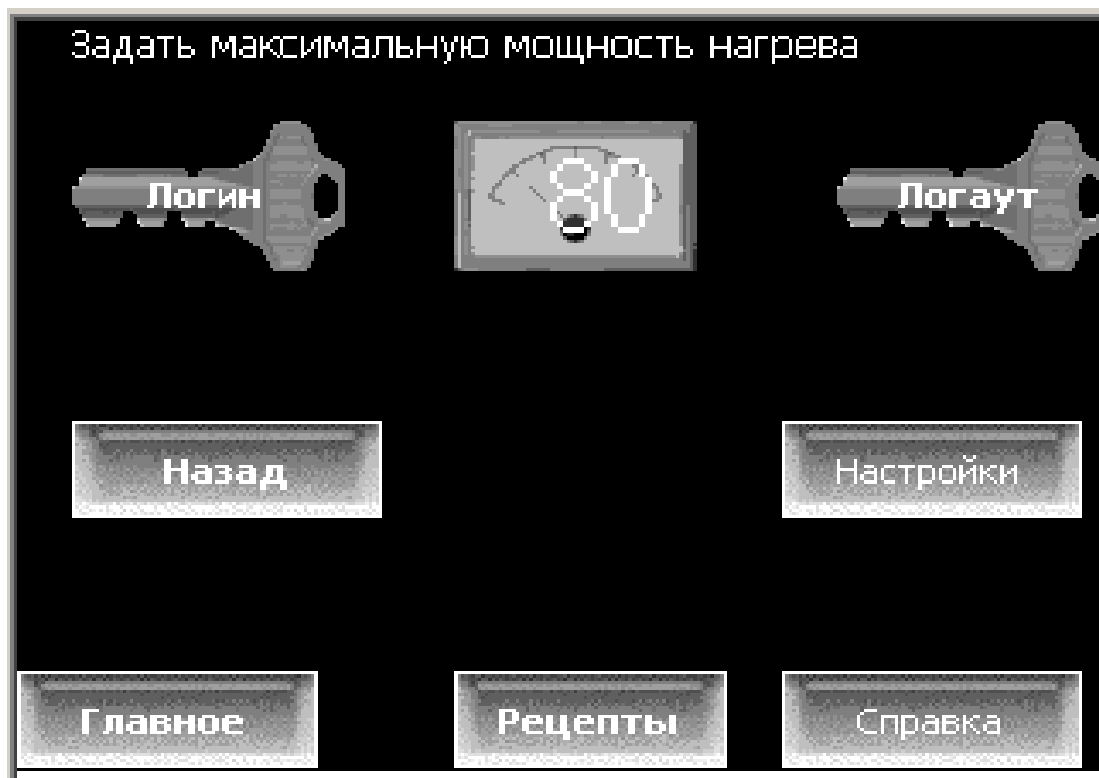 Задать максимальную мощность нагрева
Логин
80
Логаут
Назад
Настройки
Главное
Рецепты
Справка